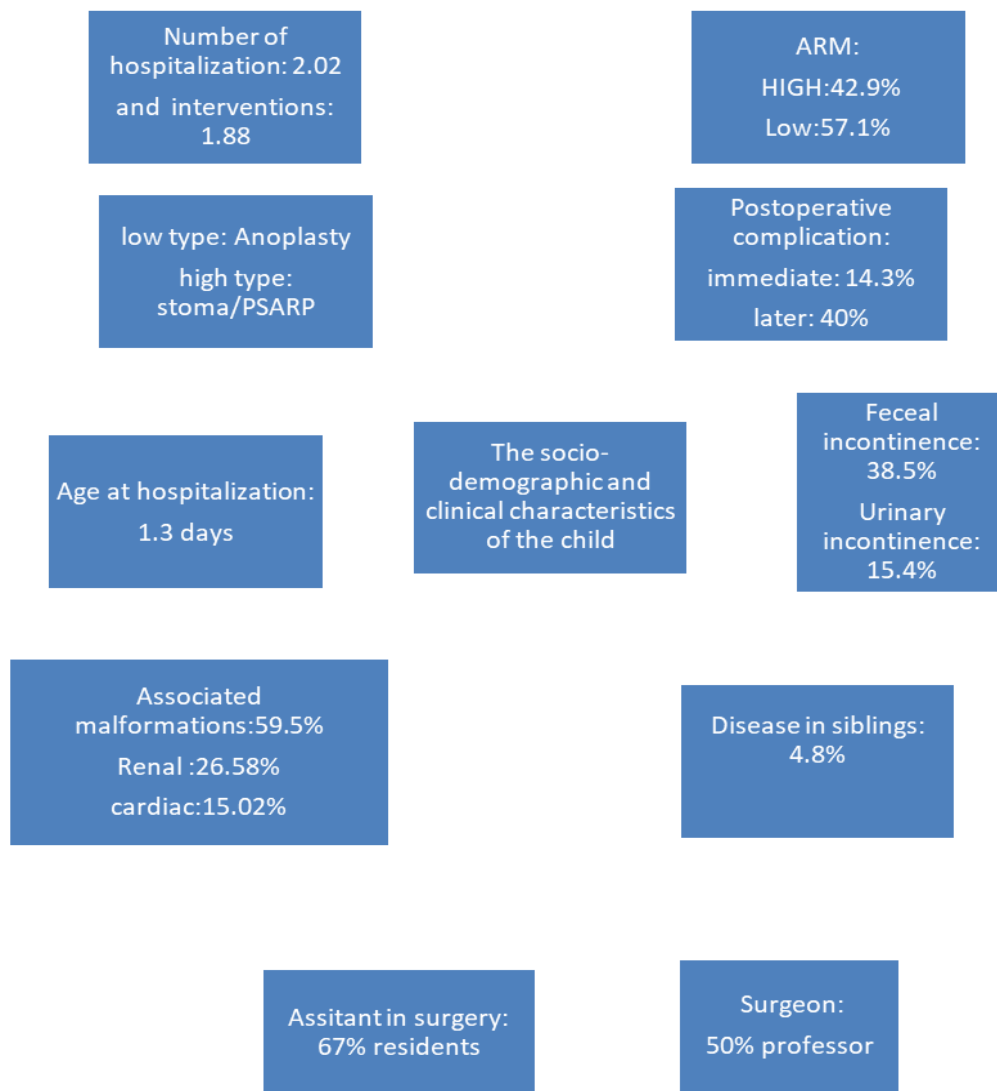 Number of
hospitalization: 2.02
and interventions:
1.88
ARM:
HIGH:42.9%
Low:57.1%
low type: Anoplasty
high type:
stoma/PSARP
Postoperative
complication:
immediate: 14.3%
later: 40%
Age at hospitalization:
1.3 days
The socio-
demographic and
clinical characteristics
of the child
Feceal
incontinence:
38.5%
Urinary
incontinence:
15.4%
Associated
malformations:59.5%
Renal :26.58%
cardiac:15.02%
Disease in siblings:
4.8%
Assitant in surgery:
67% residents
Surgeon:
50% professor